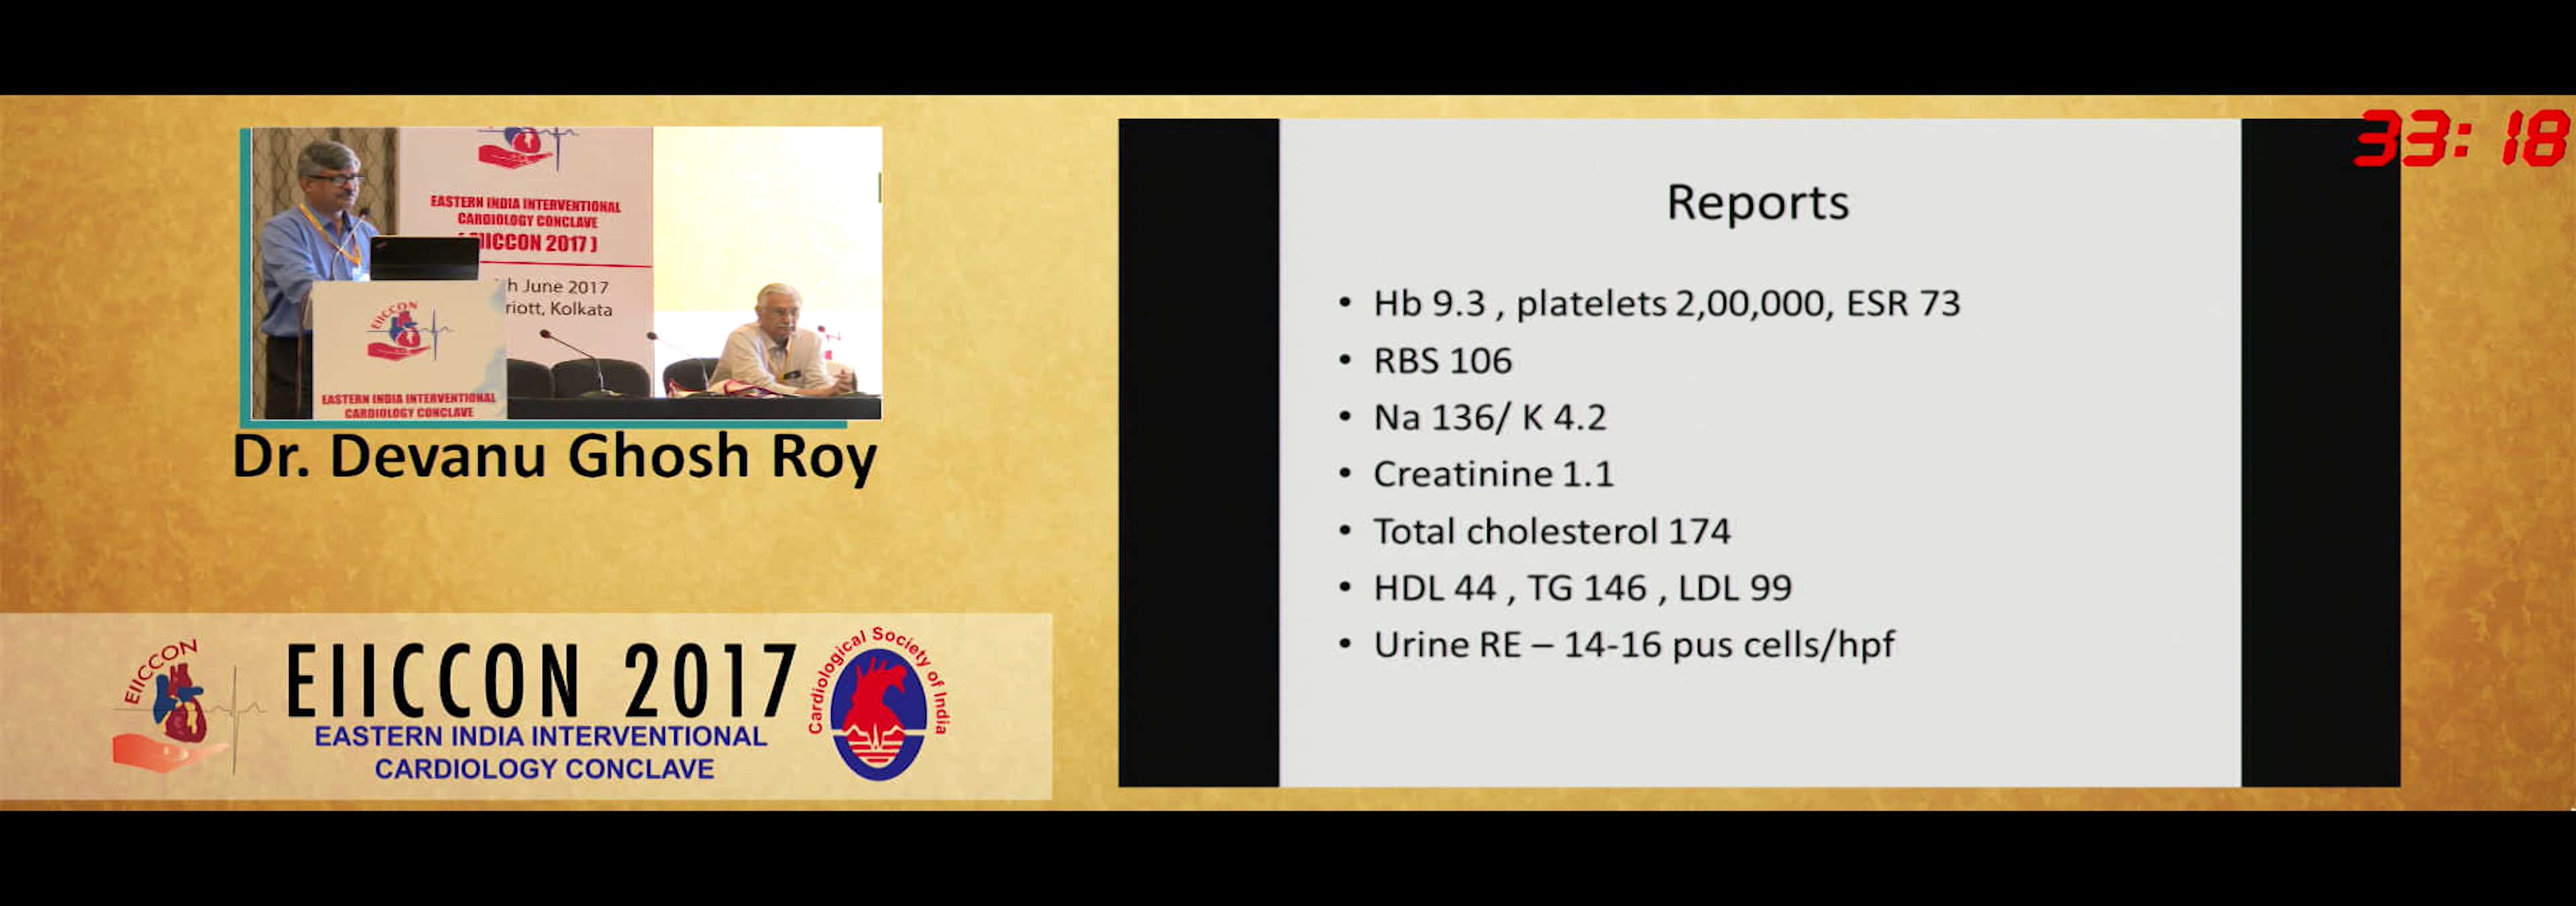 33:18
EASTERN INDIA INTERVENTIONAL
CARDIOLOGY CONCLAVE
IICCON 2017 )
h June 2017
riott, Kolkata
EIICCON
EASTERN INDIA INTERVENTIONAL
CARDIOLOGY CONCLAVE
Dr. Devanu Ghosh Roy
EIICCON
EIICCON 2017
EASTERN INDIA INTERVENTIONAL
CARDIOLOGY CONCLAVE
Cardiological Society of India
Reports
• Hb 9.3 , platelets 2,00,000, ESR 73
• RBS 106
• Na 136/ K 4.2
• Creatinine 1.1
• Total cholesterol 174
• HDL 44 , TG 146 , LDL 99
• Urine RE – 14-16 pus cells/hpf